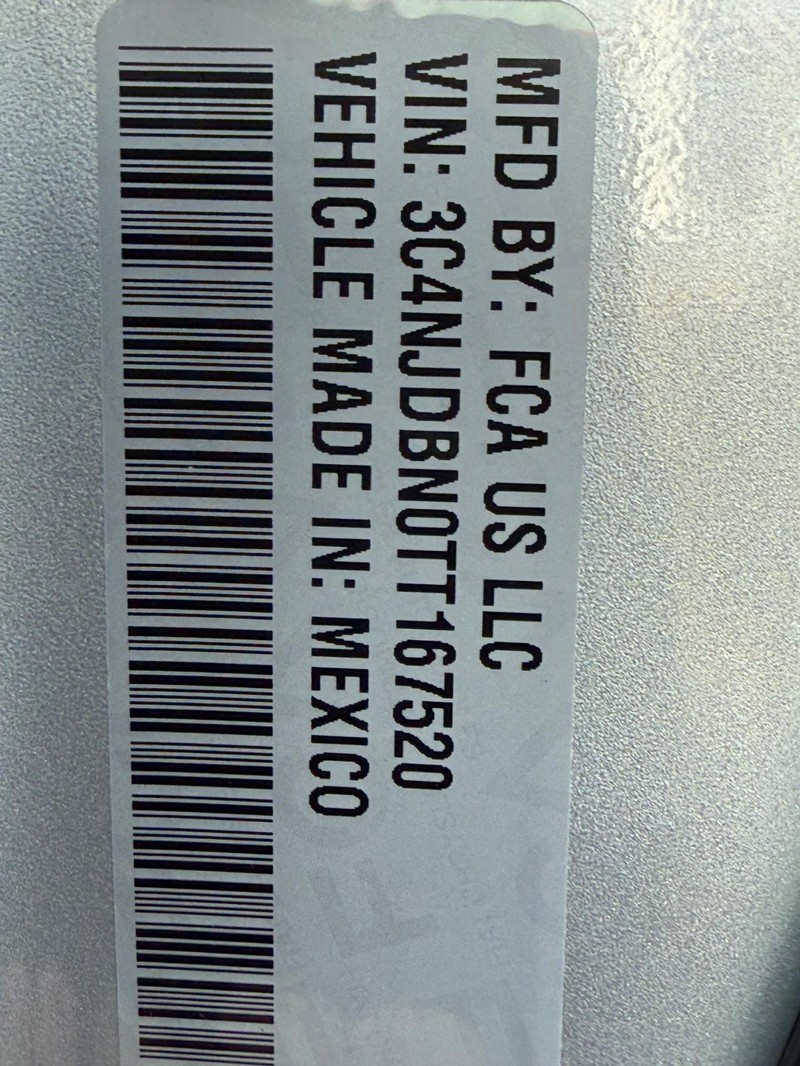 MFD BY: FCA US LLC
VIN: 3C4NJDBN0TT167520
VEHICLE MADE IN: MEXICO